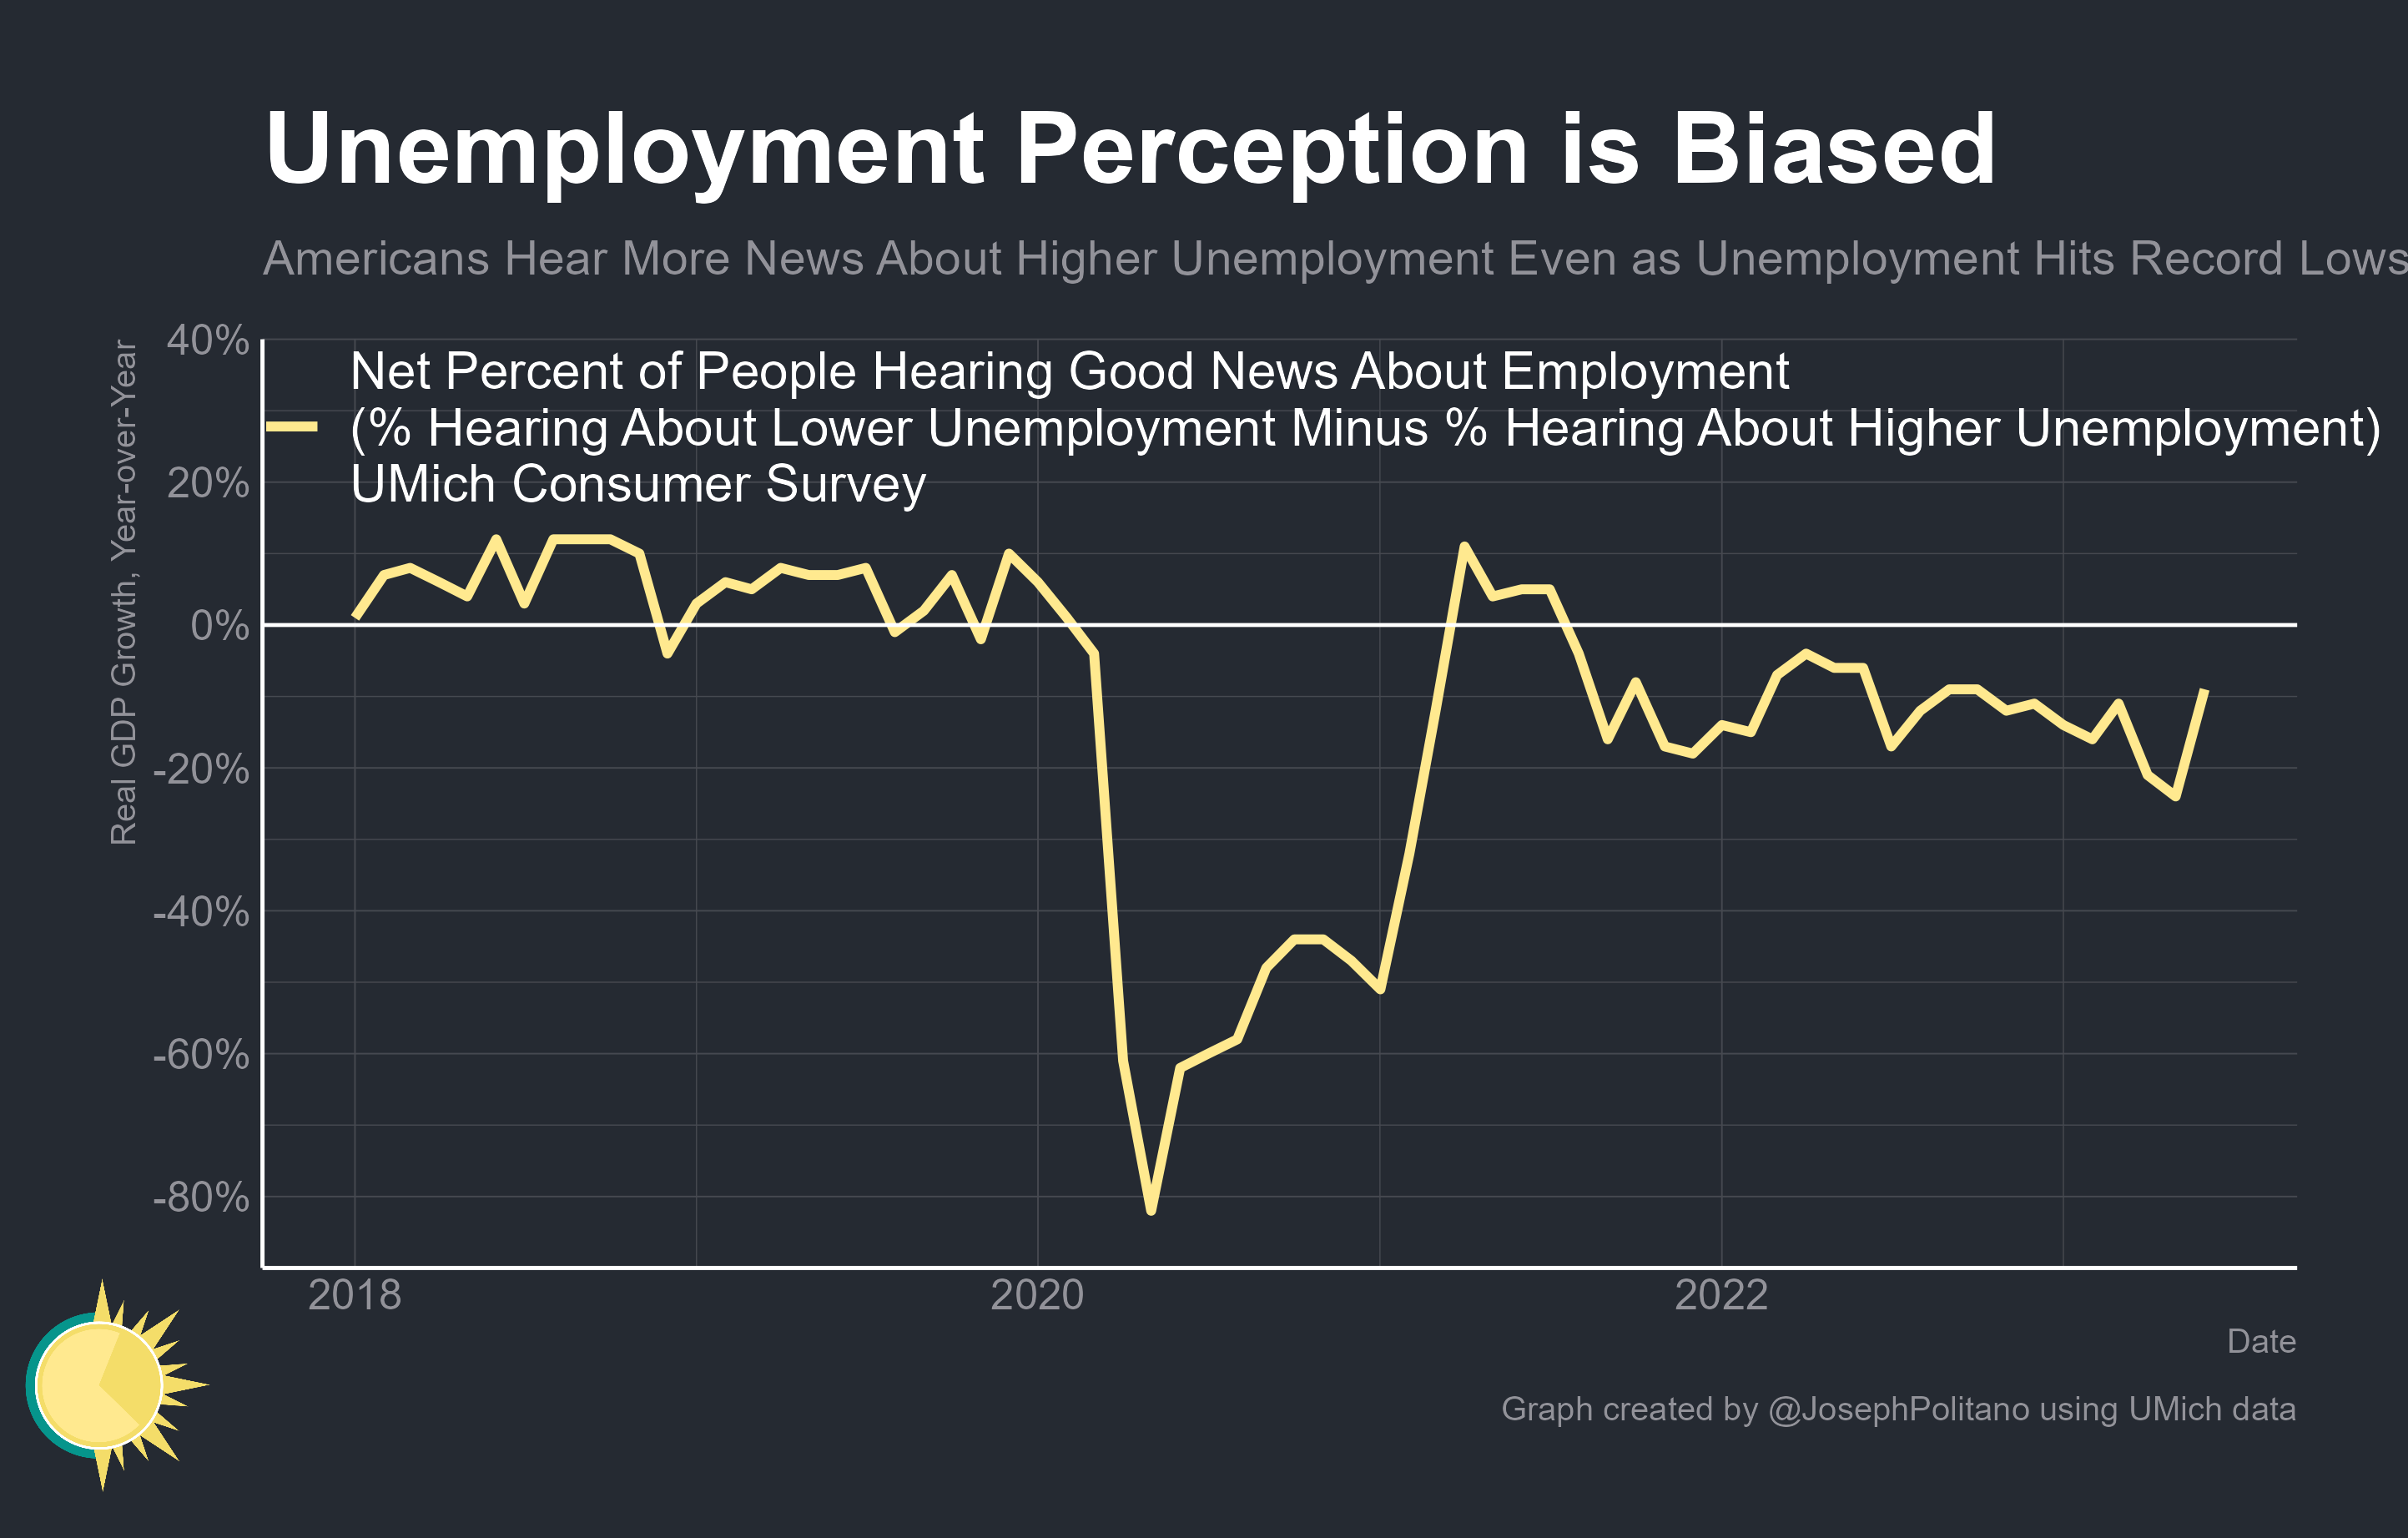 Unemployment Perception is Biased
Americans Hear More News About Higher Unemployment Even as Unemployment Hits Record Lows
Real GDP Growth, Year-over-Year
40%
20%
0%
-20%
-40%
-60%
-80%
Net Percent of People Hearing Good News About Employment
(% Hearing About Lower Unemployment Minus % Hearing About Higher Unemployment)
UMich Consumer Survey
2018
2020
2022
Date
Graph created by @JosephPolitano using UMich data